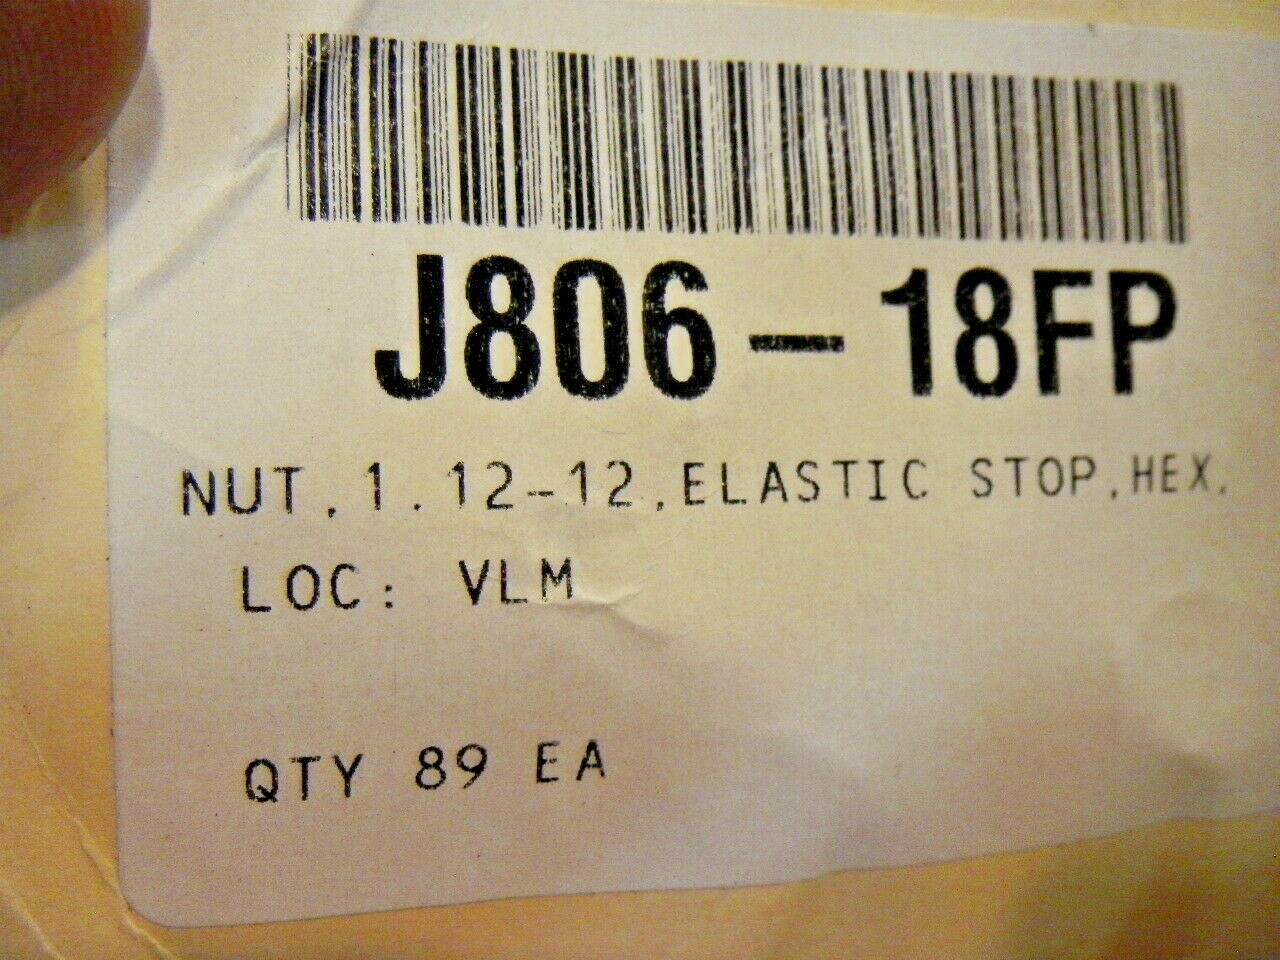 J806-18FP
NUT, 1.12-12, ELASTIC STOP, HEX,
LOC: VLM
QTY 89 EA